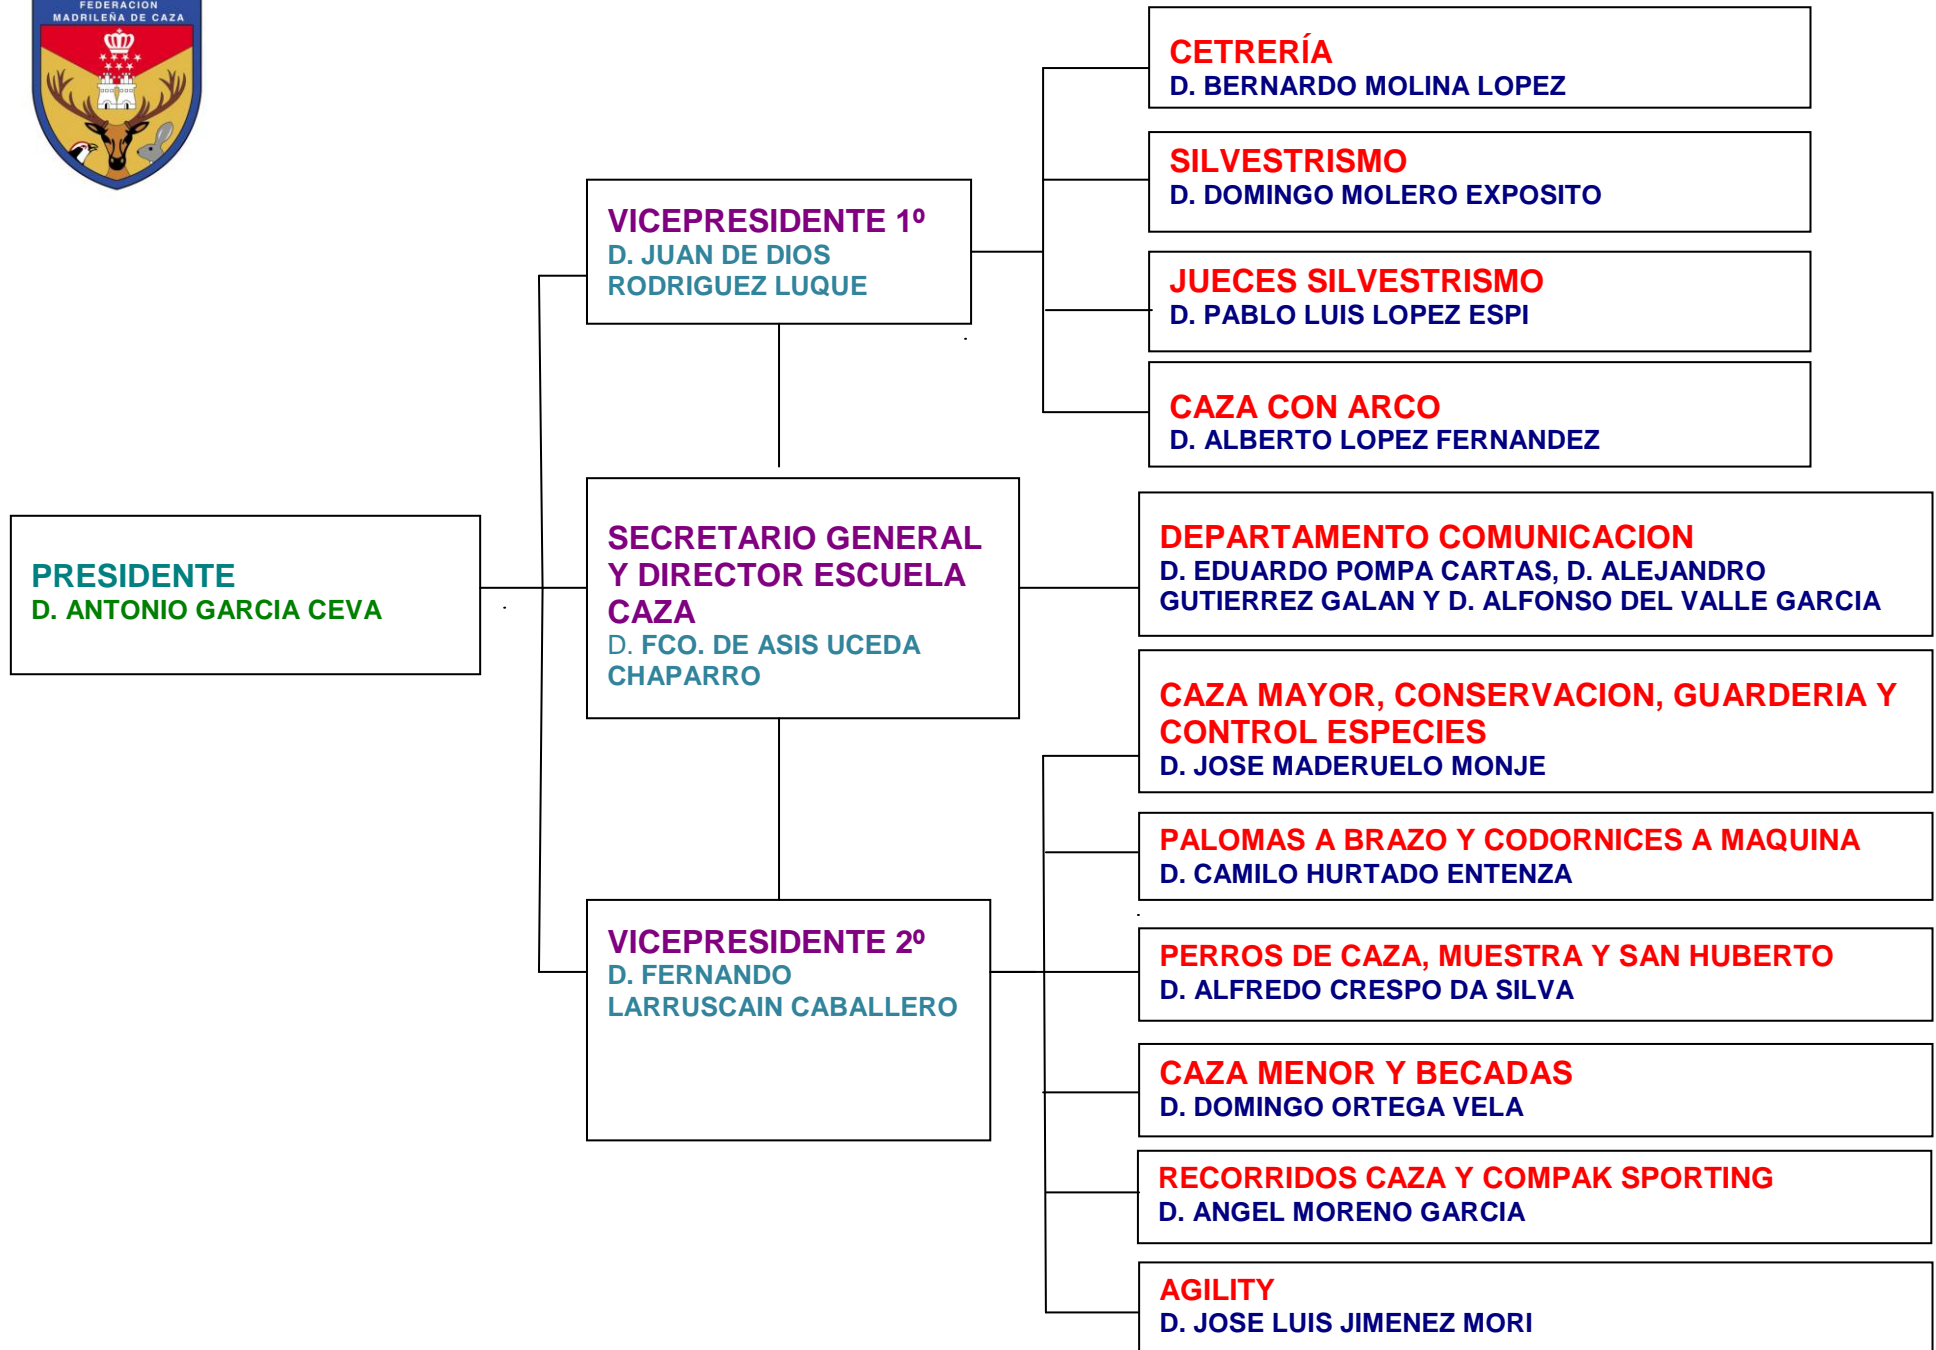 FEDERACION
MADRILEÑA DE CAZA
PRESIDENTE
D. ANTONIO GARCIA CEVA
VICEPRESIDENTE 1º
D. JUAN DE DIOS
RODRIGUEZ LUQUE
SECRETARIO GENERAL
Y DIRECTOR ESCUELA
CAZA
D. FCO. DE ASIS UCEDA
CHAPARRO
VICEPRESIDENTE 2º
D. FERNANDO
LARRUSCAIN CABALLERO
CETRERÍA
D. BERNARDO MOLINA LOPEZ
SILVESTRISMO
D. DOMINGO MOLERO EXPOSITO
JUECES SILVESTRISMO
D. PABLO LUIS LOPEZ ESPI
CAZA CON ARCO
D. ALBERTO LOPEZ FERNANDEZ
DEPARTAMENTO COMUNICACION
D. EDUARDO POMPA CARTAS, D. ALEJANDRO
GUTIERREZ GALAN Y D. ALFONSO DEL VALLE GARCIA
CAZA MAYOR, CONSERVACION, GUARDERIA Y
CONTROL ESPECIES
D. JOSE MADERUELO MONJE
PALOMAS A BRAZO Y CODORNICES A MAQUINA
D. CAMILO HURTADO ENTENZA
PERROS DE CAZA, MUESTRA Y SAN HUBERTO
D. ALFREDO CRESPO DA SILVA
CAZA MENOR Y BECADAS
D. DOMINGO ORTEGA VELA
RECORRIDOS CAZA Y COMPAK SPORTING
D. ANGEL MORENO GARCIA
AGILITY
D. JOSE LUIS JIMENEZ MORI